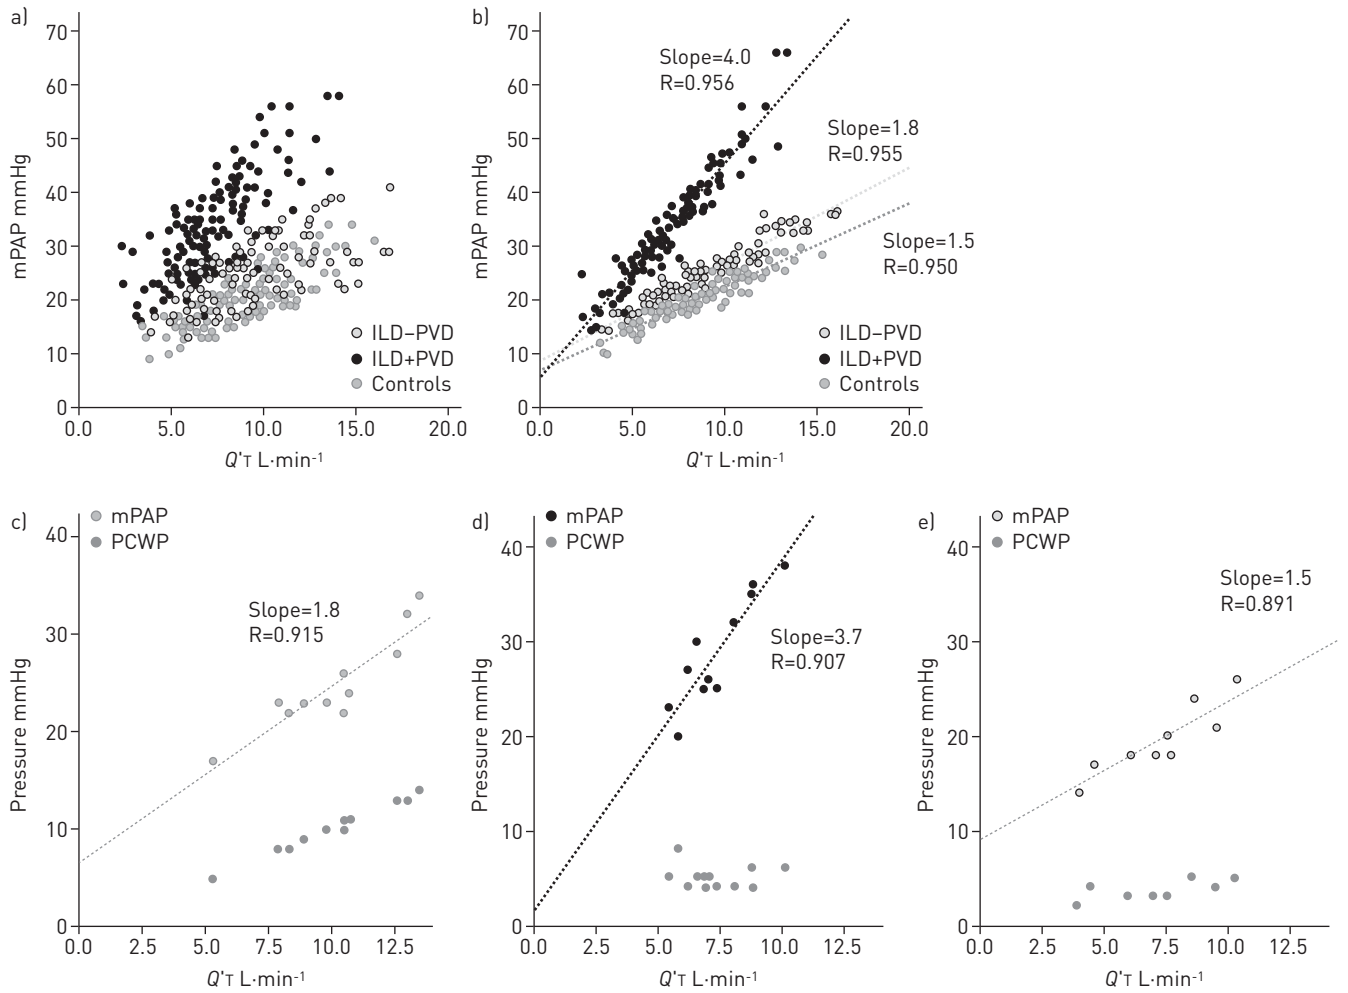 a)
70
60
50
40
30
20
10
0
mPAP mmHg
ILD–PVD
ILD+PVD
Controls
0.0 5.0 10.0 15.0 20.0
Q'T L·min-1
b)
70
60
50
40
30
20
10
0
mPAP mmHg
Slope=4.0
R=0.956
Slope=1.8
R=0.955
Slope=1.5
R=0.950
ILD–PVD
ILD+PVD
Controls
0.0 5.0 10.0 15.0 20.0
Q'T L·min-1
c)
mPAP
PCWP
40
30
20
10
0
Pressure mmHg
Slope=1.8
R=0.915
0.0 2.5 5.0 7.5 10.0 12.5
Q'T L·min-1
d)
mPAP
PCWP
40
30
20
10
0
Pressure mmHg
Slope=3.7
R=0.907
0.0 2.5 5.0 7.5 10.0 12.5
Q'T L·min-1
e)
mPAP
PCWP
40
30
20
10
0
Pressure mmHg
Slope=1.5
R=0.891
0.0 2.5 5.0 7.5 10.0 12.5
Q'T L·min-1